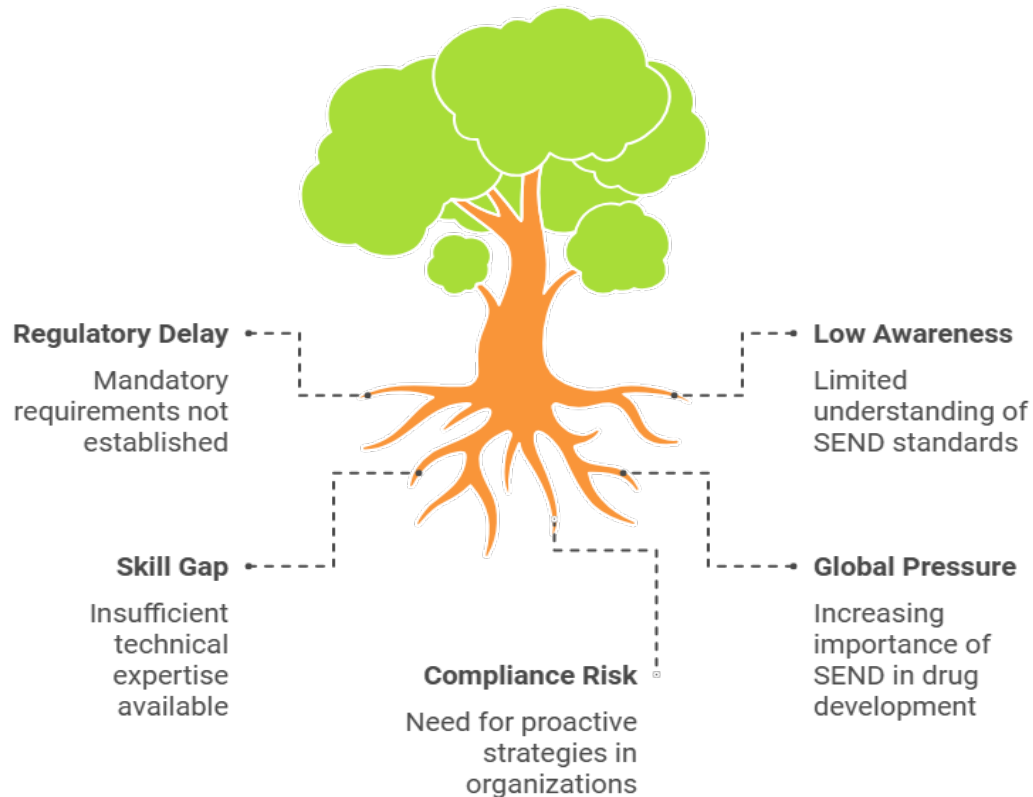 Regulatory Delay
Mandatory
requirements not
established
Low Awareness
Limited
understanding of
SEND standards
Skill Gap
Insufficient
technical
expertise
available
Global Pressure
Increasing
importance of
SEND in drug
development
Compliance Risk
Need for proactive
strategies in
organizations